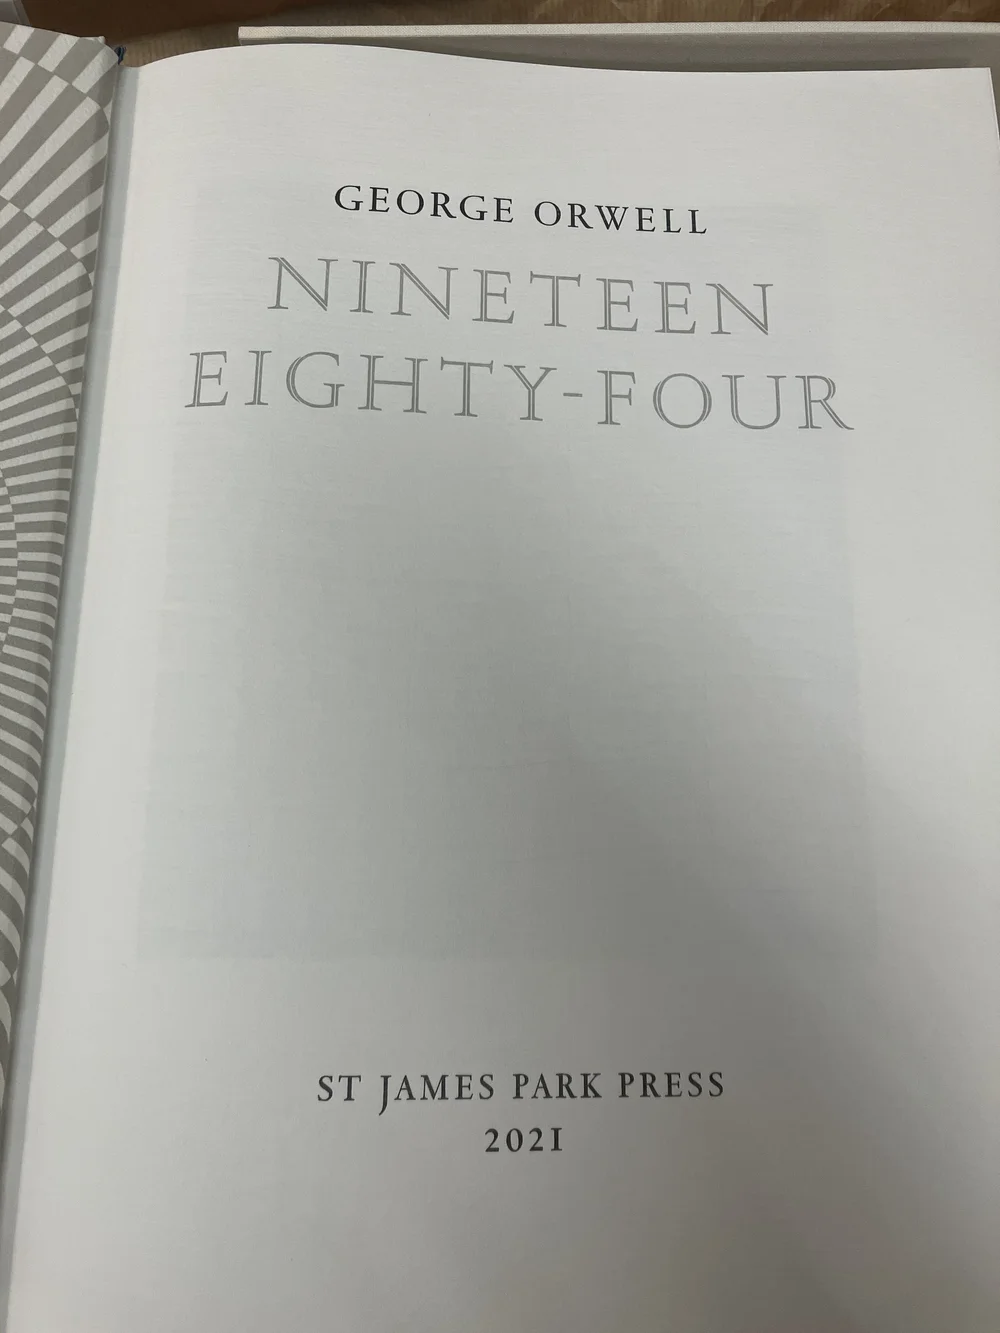 GEORGE ORWELL
NINETEEN
EIGHTY-FOUR
ST JAMES PARK PRESS
2021